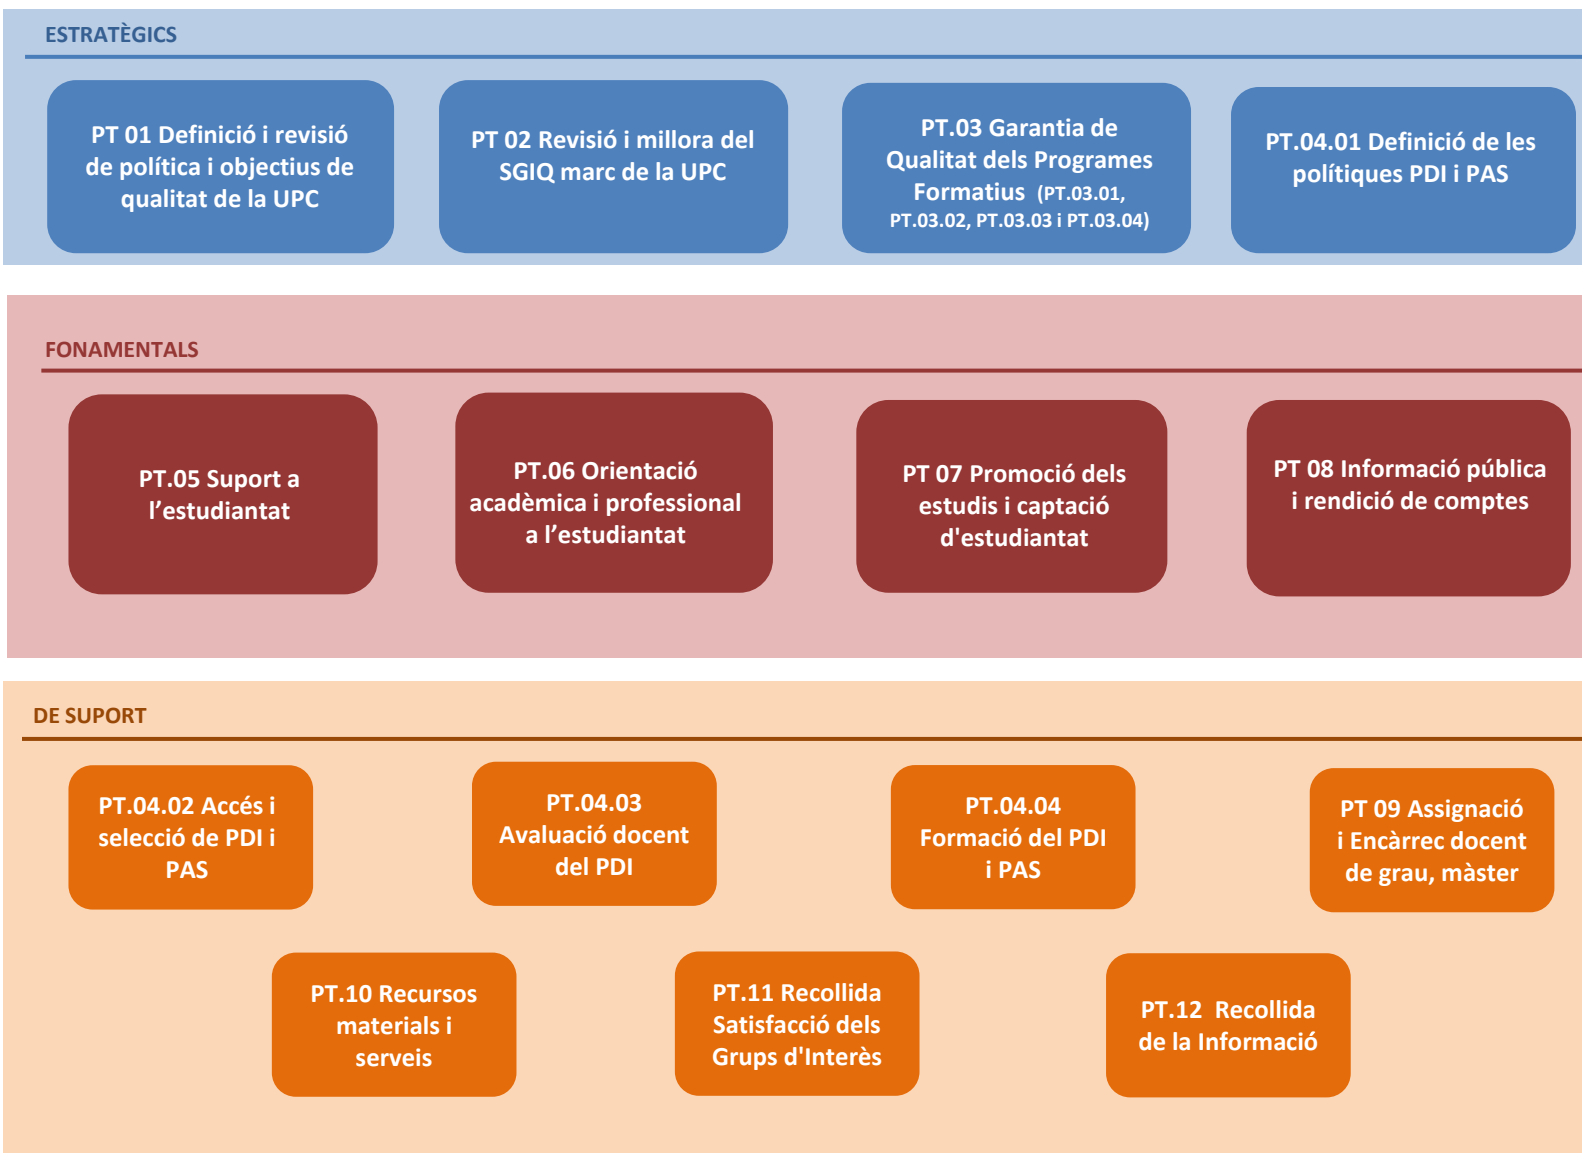 ESTRATÈGICS
PT 01 Definició i revisió
de política i objectius de
qualitat de la UPC
PT 02 Revisió i millora del
SGIQ marc de la UPC
PT.03 Garantia de
Qualitat dels Programes
Formatius (PT.03.01,
PT.03.02, PT.03.03 i PT.03.04)
PT.04.01 Definició de les
polítiques PDI i PAS
FONAMENTALS
PT.05 Suport a
l’estudiantat
PT.06 Orientació
acadèmica i professional
a l’estudiantat
PT 07 Promoció dels
estudis i captació
d'estudiantat
PT 08 Informació pública
i rendició de comptes
DE SUPORT
PT.04.02 Accés i
selecció de PDI i
PAS
PT.04.03
Avaluació docent
del PDI
PT.04.04
Formació del PDI
i PAS
PT 09 Assignació
i Encàrrec docent
de grau, màster
PT.10 Recursos
materials i
serveis
PT.11 Recollida
Satisfacció dels
Grups d'Interès
PT.12 Recollida
de la Informació